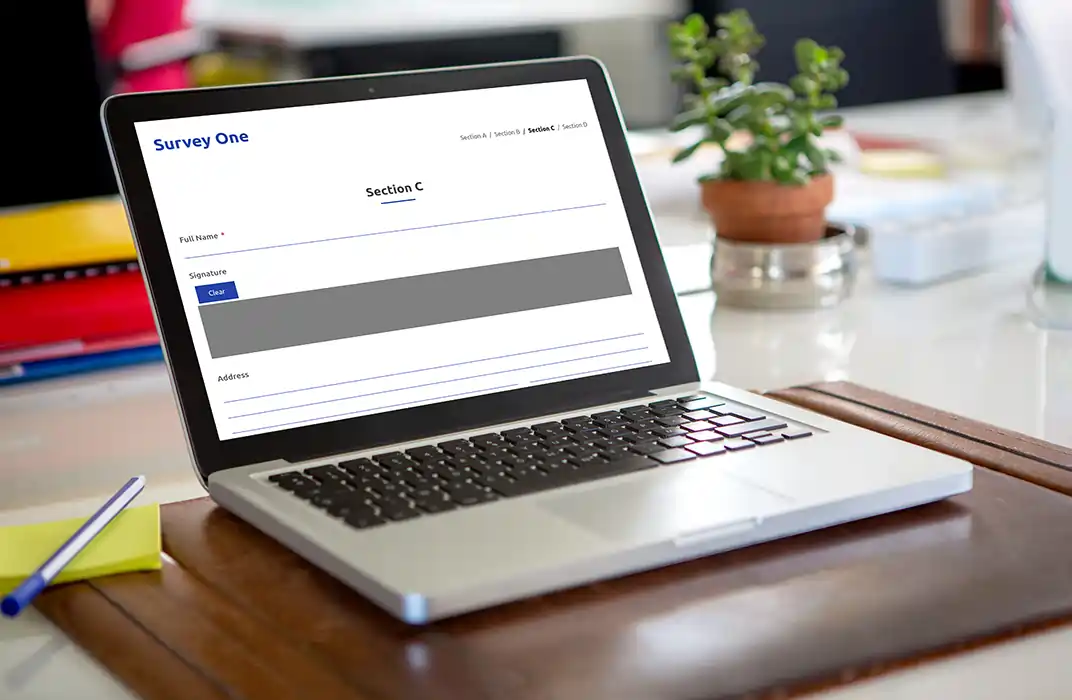 Survey One
Section A / Section B / Section C / Section D
Section C
Full Name *
Signature
Clear
Address